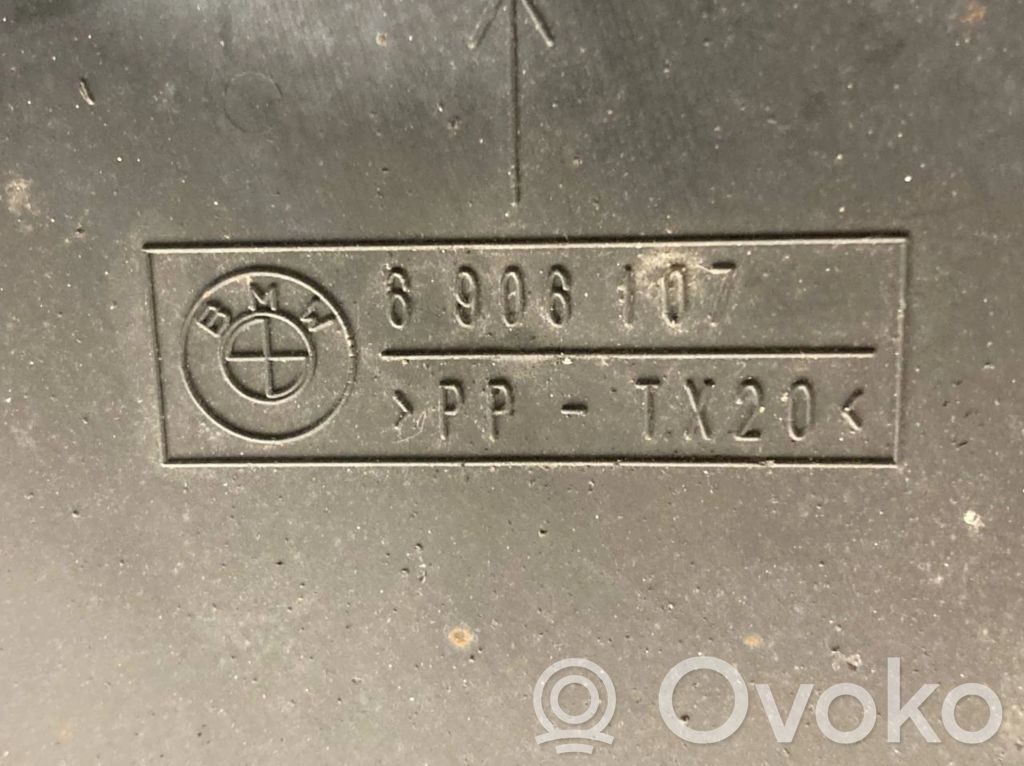 BMW
6 906 107
>PP - TX20<
Ovoko